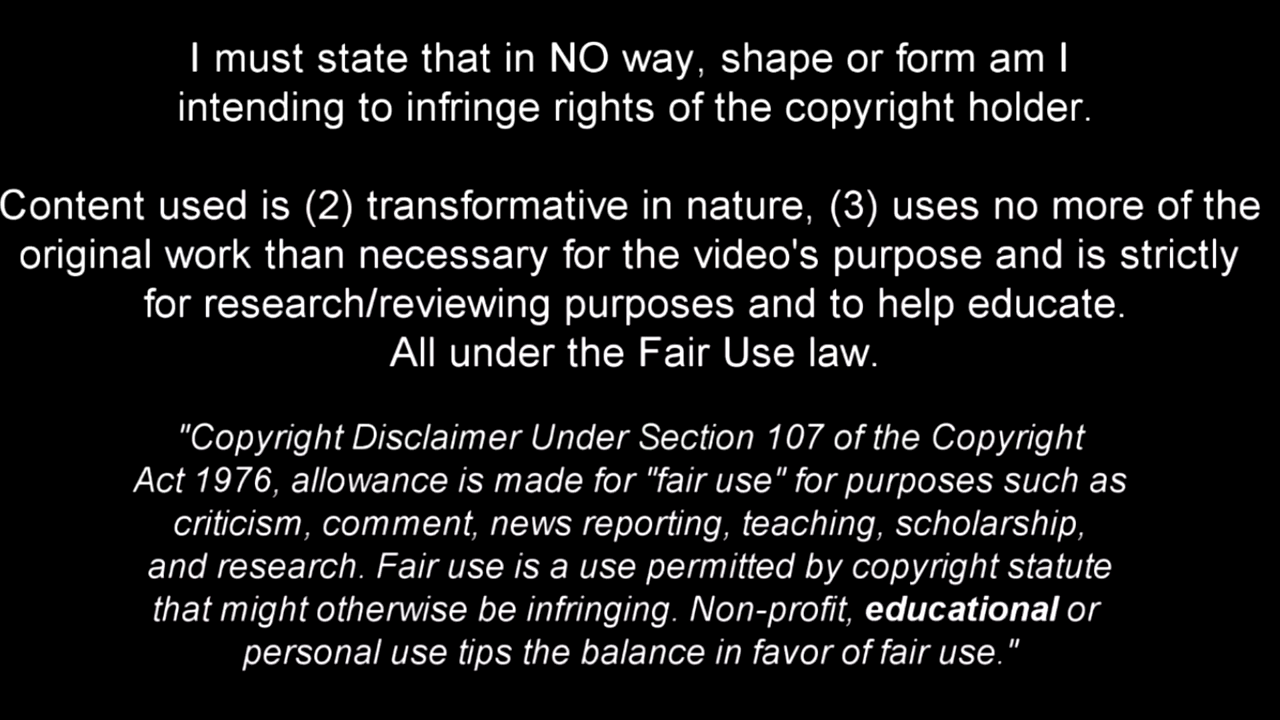 I must state that in NO way, shape or form am I
intending to infringe rights of the copyright holder.
Content used is (2) transformative in nature, (3) uses no more of the
original work than necessary for the video's purpose and is strictly
for research/reviewing purposes and to help educate.
All under the Fair Use law.
"Copyright Disclaimer Under Section 107 of the Copyright
Act 1976, allowance is made for "fair use" for purposes such as
criticism, comment, news reporting, teaching, scholarship,
and research. Fair use is a use permitted by copyright statute
that might otherwise be infringing. Non-profit, educational or
personal use tips the balance in favor of fair use."